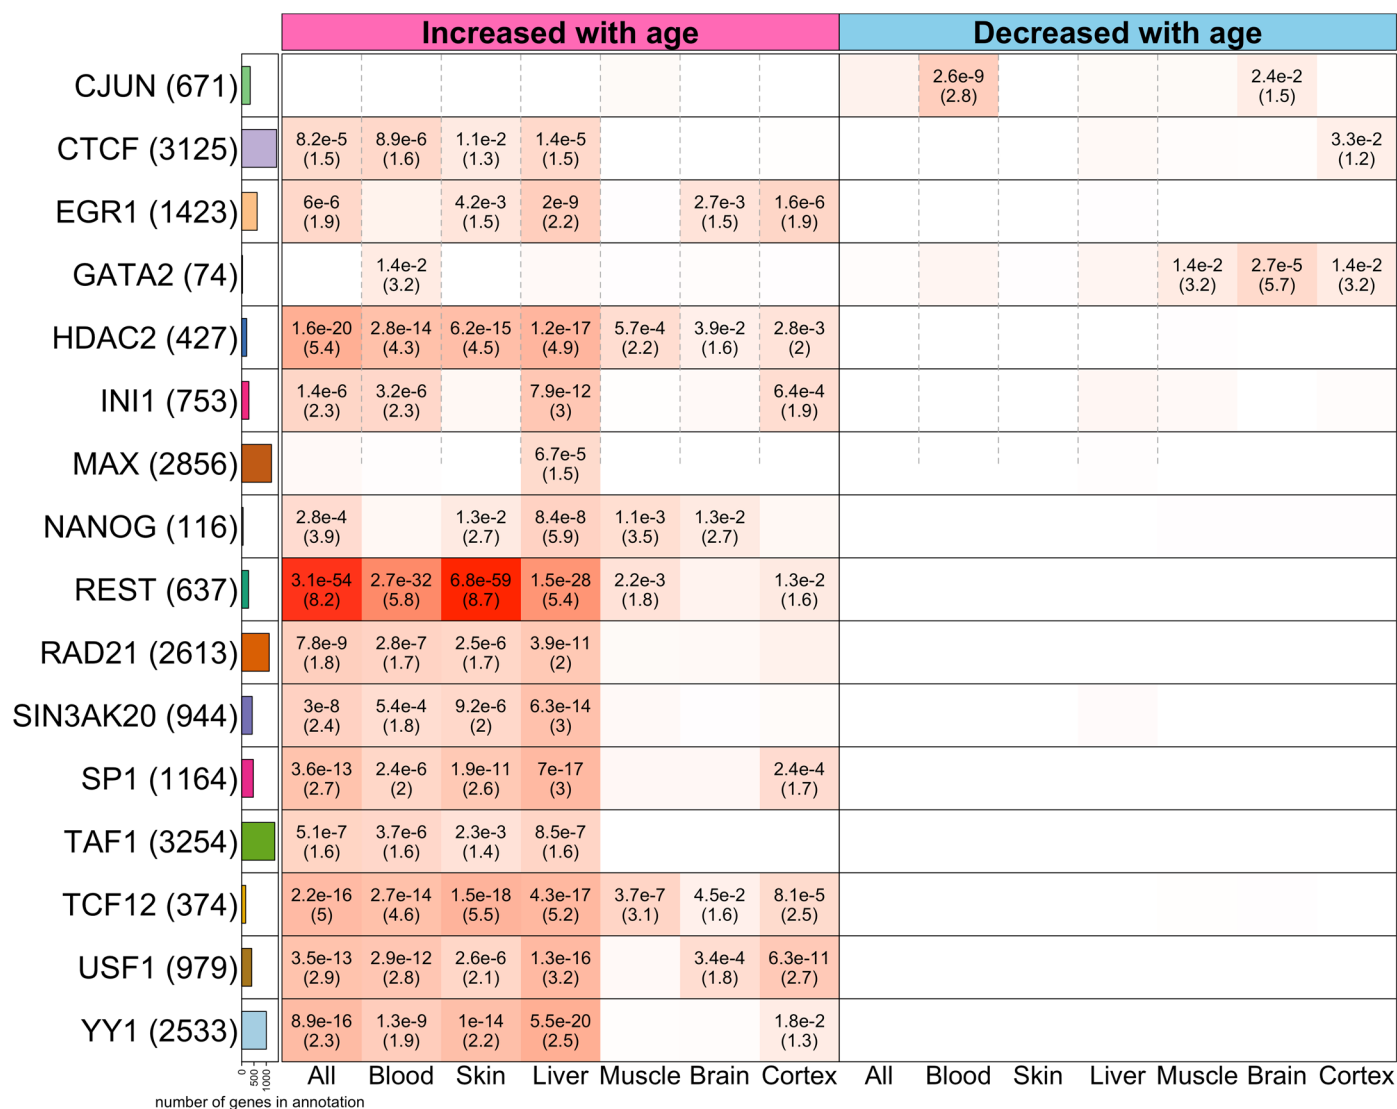 Increased with age Decreased with age
CJUN (671) 2.6e-9 2.4e-2
(2.8) (1.5)
CTCF (3125) 8.2e-5 8.9e-6 1.1e-2 1.4e-5 3.3e-2
(1.5) (1.6) (1.3) (1.5) (1.2)
EGR1 (1423) 6e-6 4.2e-3 2e-9 2.7e-3 1.6e-6
(1.9) (1.5) (2.2) (1.5) (1.9)
GATA2 (74) 1.4e-2 1.4e-2 2.7e-5 1.4e-2
(3.2) (3.2) (5.7) (3.2)
HDAC2 (427) 1.6e-20 2.8e-14 6.2e-15 1.2e-17 5.7e-4 3.9e-2 2.8e-3
(5.4) (4.3) (4.5) (4.9) (2.2) (1.6) (2)
INI1 (753) 1.4e-6 3.2e-6 7.9e-12 6.4e-4
(2.3) (2.3) (3) (1.9)
MAX (2856) 6.7e-5
(1.5)
NANOG (116) 2.8e-4 1.3e-2 8.4e-8 1.1e-3 1.3e-2
(3.9) (2.7) (5.9) (3.5) (2.7)
REST (637) 3.1e-54 2.7e-32 6.8e-59 1.5e-28 2.2e-3 1.3e-2
(8.2) (5.8) (8.7) (5.4) (1.8) (1.6)
RAD21 (2613) 7.8e-9 2.8e-7 2.5e-6 3.9e-11
(1.8) (1.7) (1.7) (2)
SIN3AK20 (944) 3e-8 5.4e-4 9.2e-6 6.3e-14
(2.4) (1.8) (2) (3)
SP1 (1164) 3.6e-13 2.4e-6 1.9e-11 7e-17 2.4e-4
(2.7) (2) (2.6) (3) (1.7)
TAF1 (3254) 5.1e-7 3.7e-6 2.3e-3 8.5e-7
(1.6) (1.6) (1.4) (1.6)
TCF12 (374) 2.2e-16 2.7e-14 1.5e-18 4.3e-17 3.7e-7 4.5e-2 8.1e-5
(5) (4.6) (5.5) (5.2) (3.1) (1.6) (2.5)
USF1 (979) 3.5e-13 2.9e-12 2.6e-6 1.3e-16 3.4e-4 6.3e-11
(2.9) (2.8) (2.1) (3.2) (1.8) (2.7)
YY1 (2533) 8.9e-16 1.3e-9 1e-14 5.5e-20 1.8e-2
(2.3) (1.9) (2.2) (2.5) (1.3)
0 500 1000 All Blood Skin Liver Muscle Brain Cortex All Blood Skin Liver Muscle Brain Cortex
number of genes in annotation